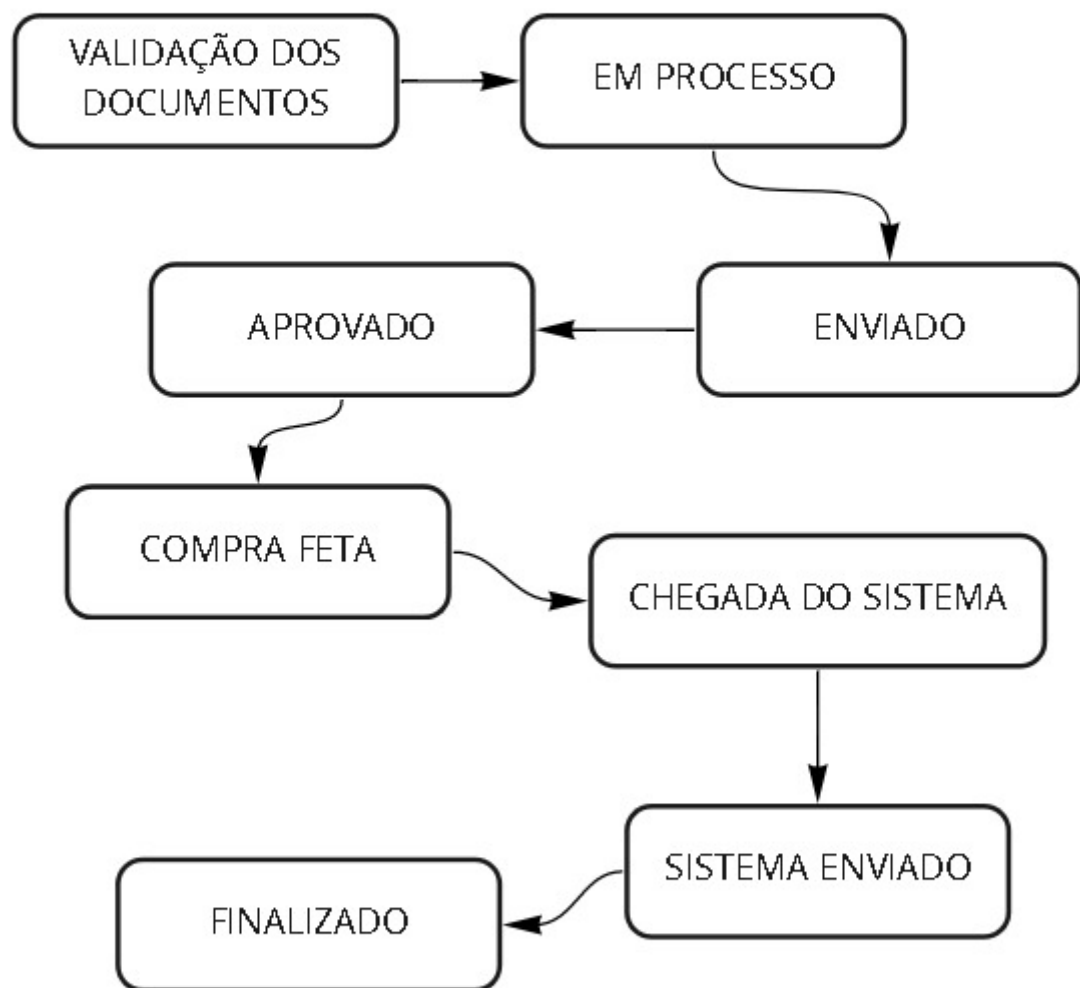 VALIDAÇÃO DOS
DOCUMENTOS
EM PROCESSO
ENVIADO
APROVADO
COMPRA FETA
CHEGADA DO SISTEMA
SISTEMA ENVIADO
FINALIZADO